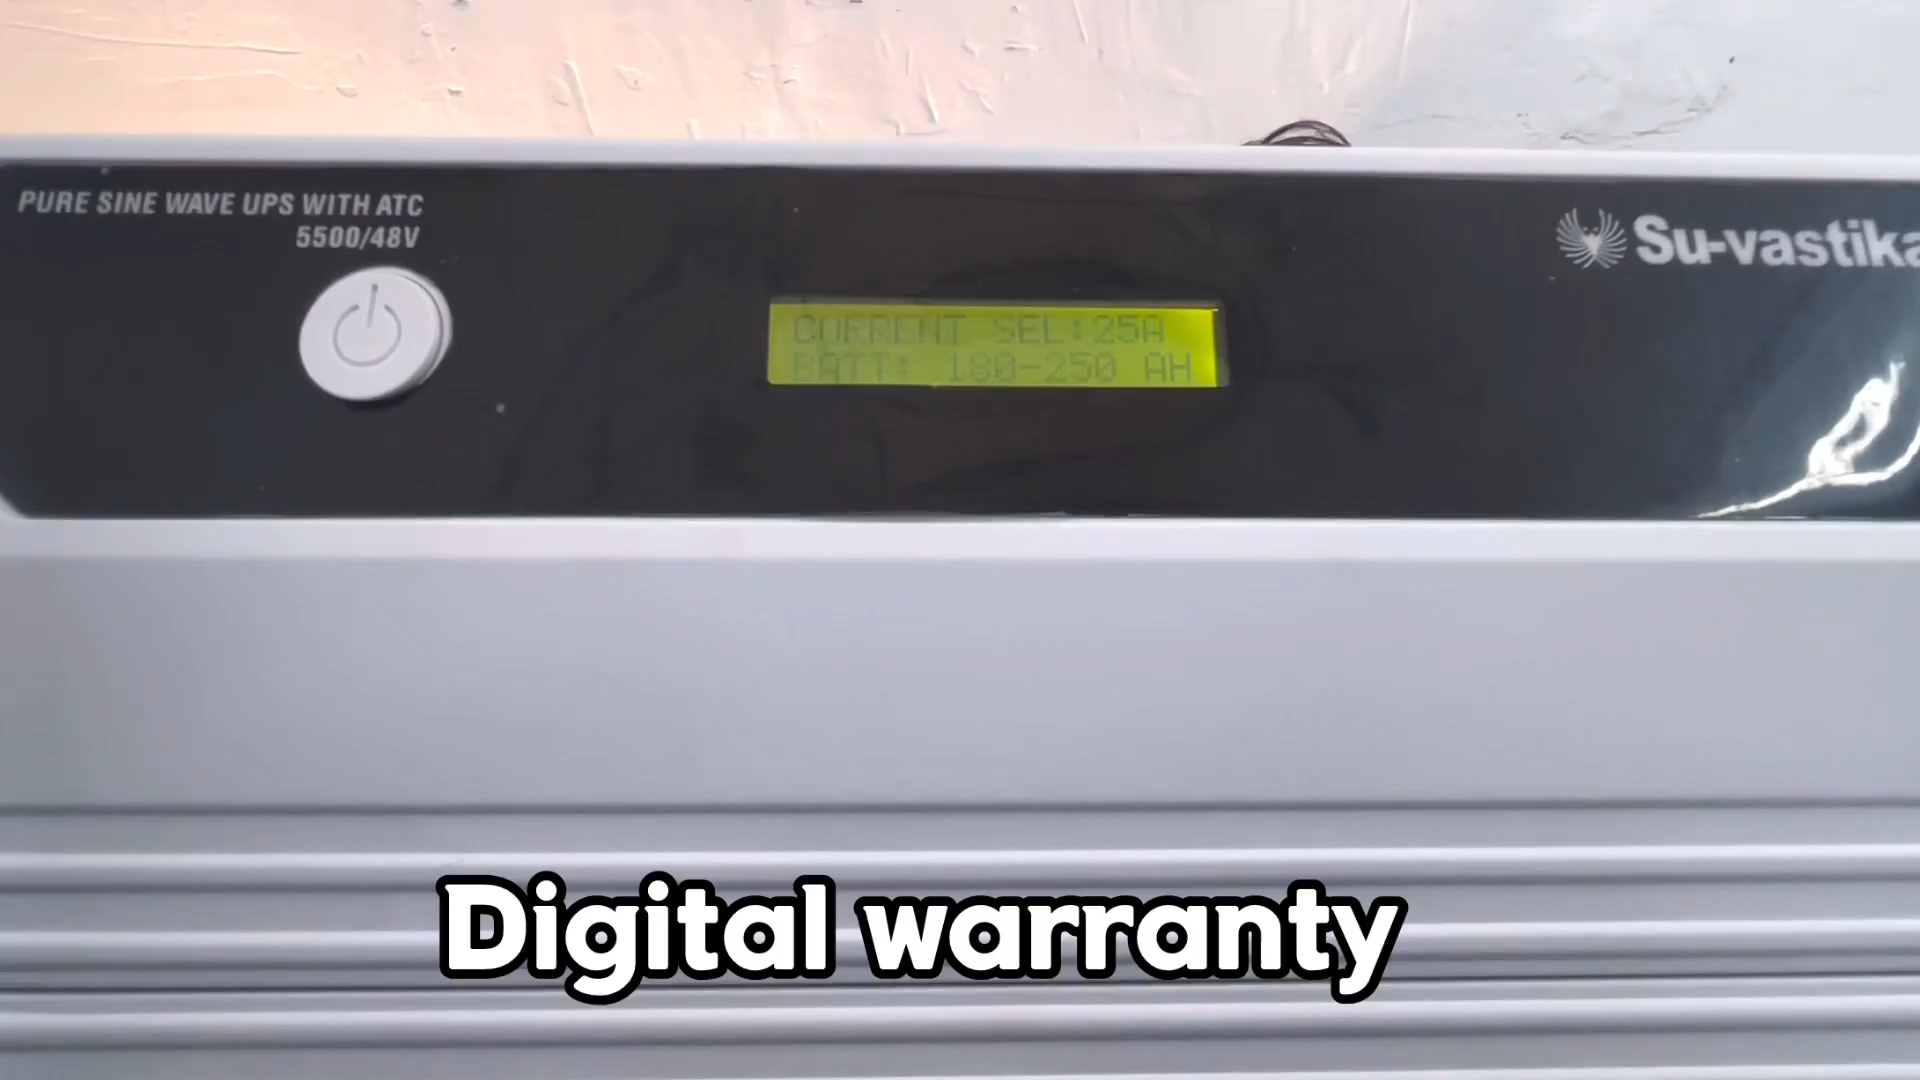 PURE SINE WAVE UPS WITH ATC
5500/48V
Su-vastika
CURRENT SEL:25A
BATT: 180-250 AH
Digital warranty